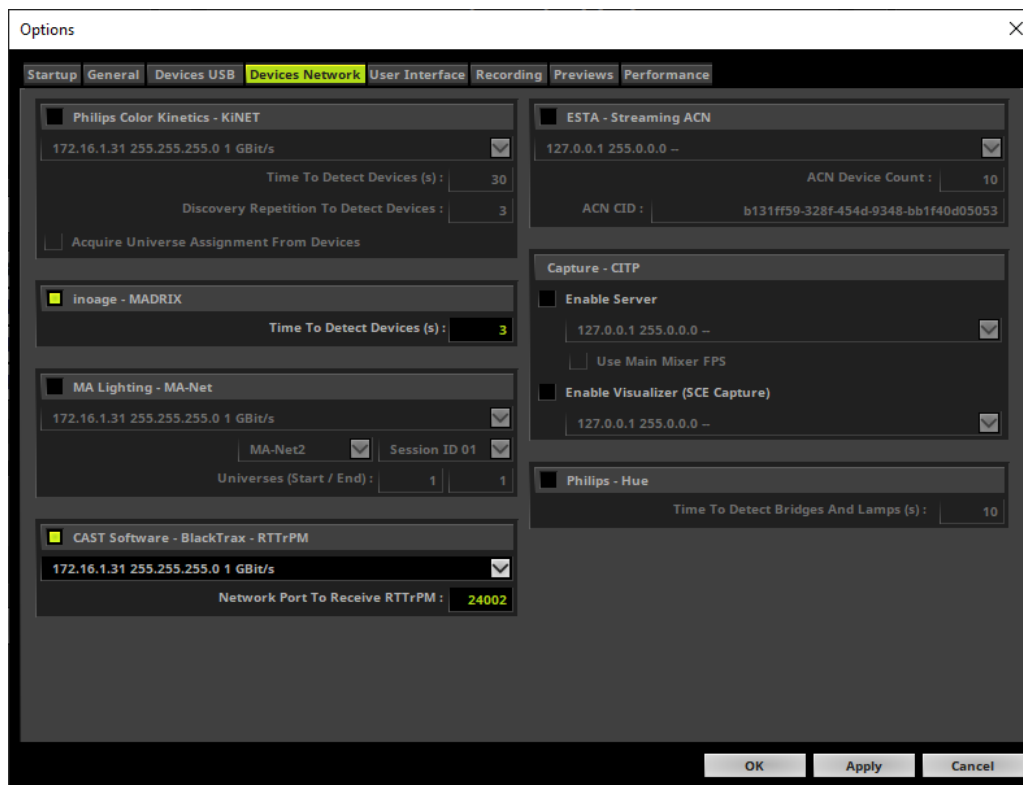 Options
Startup General Devices USB Devices Network User Interface Recording Previews Performance
Philips Color Kinetics - KiNET
172.16.1.31 255.255.255.0 1 GBit/s
Time To Detect Devices (s) : 30
Discovery Repetition To Detect Devices : 3
Acquire Universe Assignment From Devices
inoage - MADRIX
Time To Detect Devices (s) : 3
MA Lighting - MA-Net
172.16.1.31 255.255.255.0 1 GBit/s
MA-Net2 Session ID 01
Universes (Start / End) : 1 1
CAST Software - BlackTrax - RTTrPM
172.16.1.31 255.255.255.0 1 GBit/s
Network Port To Receive RTTrPM : 24002
ESTA - Streaming ACN
127.0.0.1 255.0.0.0 --
ACN Device Count : 10
ACN CID : b131ff59-328f-454d-9348-bb1f40d05053
Capture - CITP
Enable Server
127.0.0.1 255.0.0.0 --
Use Main Mixer FPS
Enable Visualizer (SCE Capture)
127.0.0.1 255.0.0.0 --
Philips - Hue
Time To Detect Bridges And Lamps (s) : 10
OK Apply Cancel